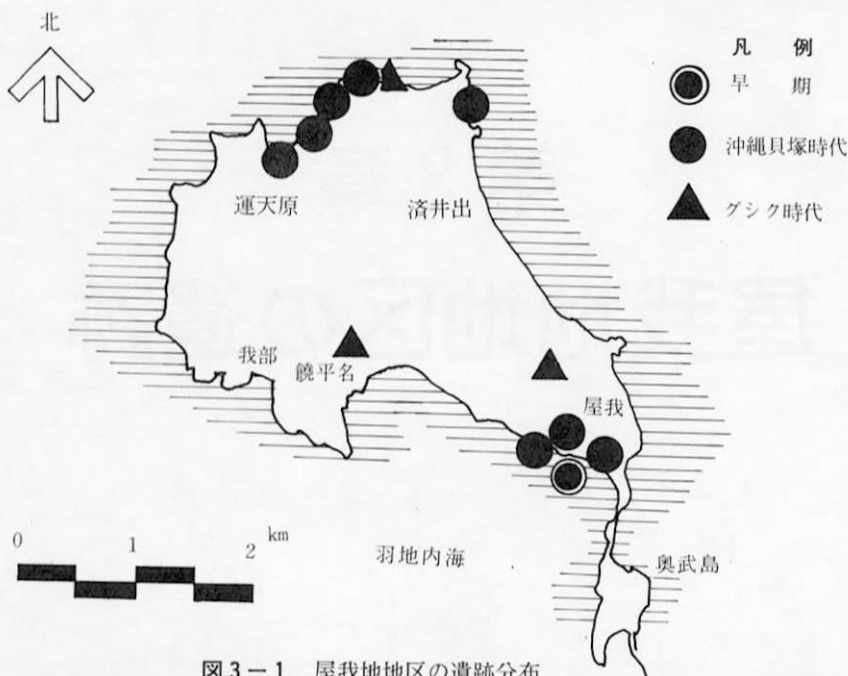 北
凡 例
早 期
沖縄貝塚時代
グシク時代
運天原
済井出
我部
饒平名
屋我
0 1 2 km
羽地内海
奥武島
図3-1 屋我地地区の遺跡分布